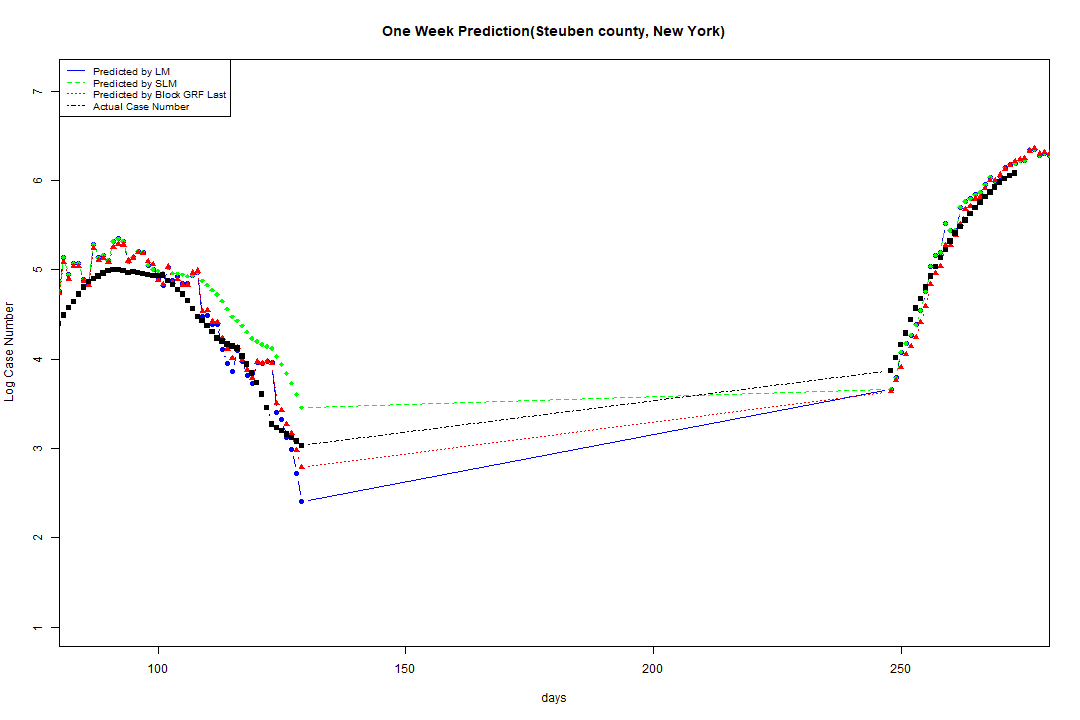 One Week Prediction(Steuben county, New York)
Predicted by LM
Predicted by SLM
Predicted by Block GRF Last
Actual Case Number
7
6
5
4
3
2
1
Log Case Number
100 150 200 250
days